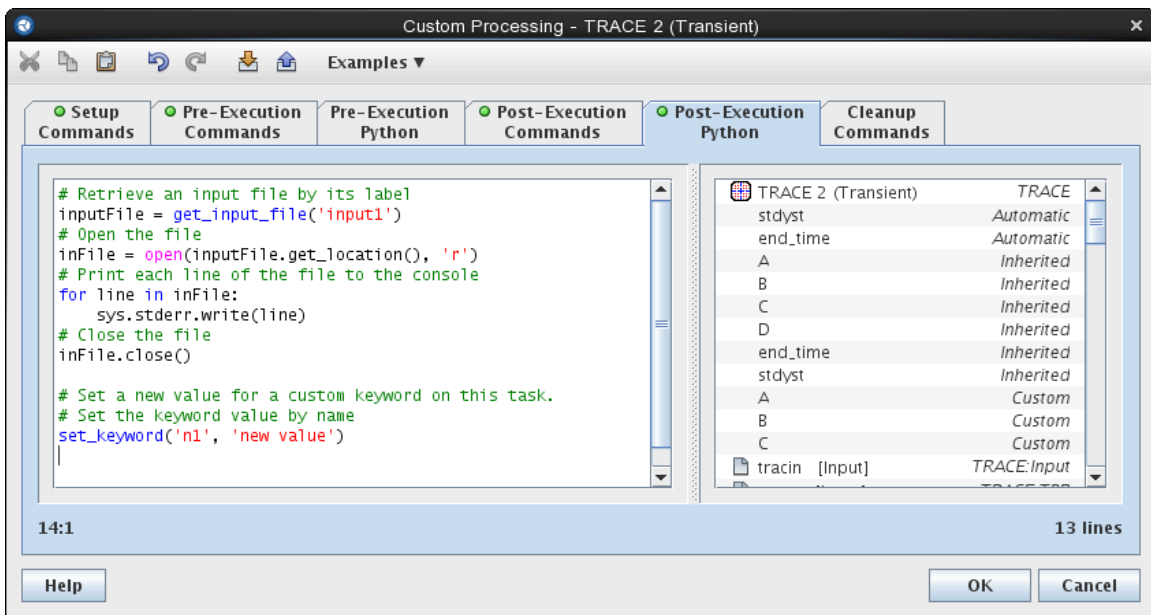 Custom Processing - TRACE 2 (Transient)
Examples ▼
Setup Commands
Pre-Execution Commands
Pre-Execution Python
Post-Execution Commands
Post-Execution Python
Cleanup Commands
# Retrieve an input file by its label
inputFile = get_input_file('input1')
# Open the file
inFile = open(inputFile.get_location(), 'r')
# Print each line of the file to the console
for line in inFile:
    sys.stderr.write(line)
# Close the file
inFile.close()
# Set a new value for a custom keyword on this task.
# Set the keyword value by name
set_keyword('n1', 'new value')
TRACE 2 (Transient) TRACE
stdyst Automatic
end_time Automatic
A Inherited
B Inherited
C Inherited
D Inherited
end_time Inherited
stdyst Inherited
A Custom
B Custom
C Custom
tracin [Input] TRACE:Input
14:1
13 lines
Help
OK
Cancel